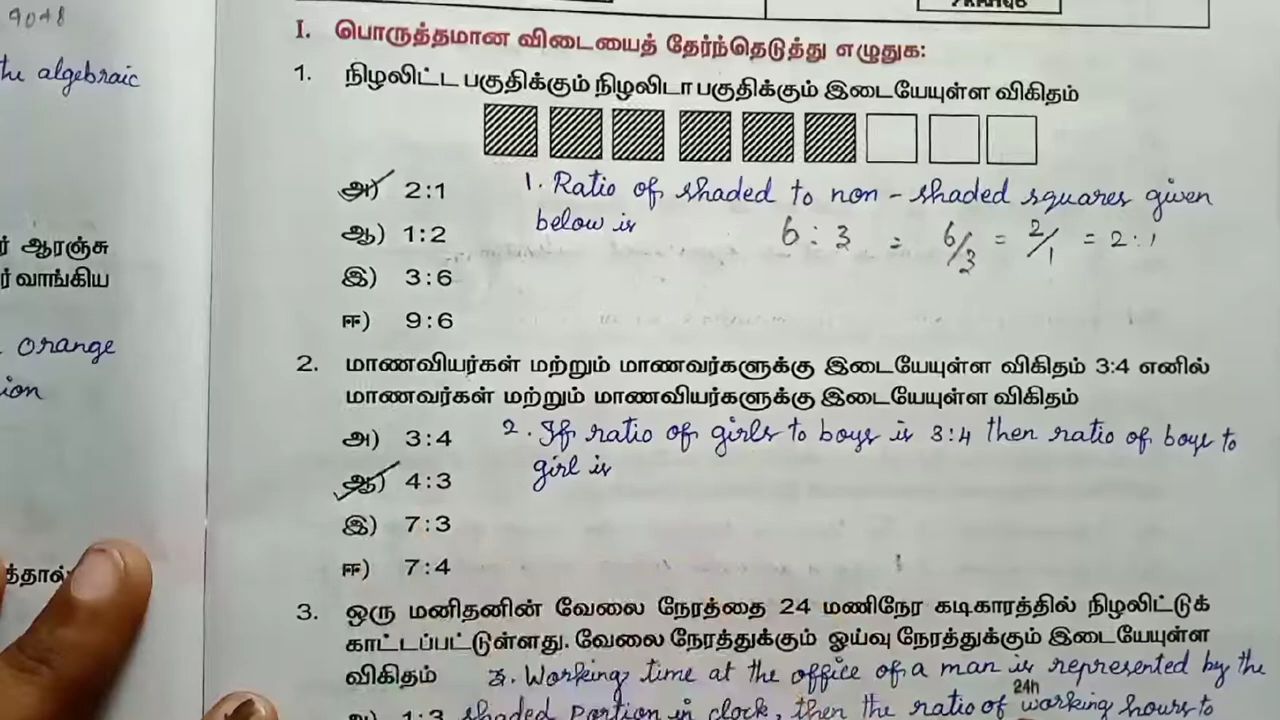 9048
the algebraic
ர் ஆரஞ்சு
ர் வாங்கிய
orange
ion
த்தால்
I. பொருத்தமான விடையைத் தேர்ந்தெடுத்து எழுதுக:
1. நிழலிட்ட பகுதிக்கும் நிழலிடா பகுதிக்கும் இடையேயுள்ள விகிதம்
அ) 2:1 1. Ratio of shaded to non - shaded squares given
below is 6 : 3 = 6/3 = 2/1 = 2:1
ஆ) 1:2
இ) 3:6
ஈ) 9:6
2. மாணவியர்கள் மற்றும் மாணவர்களுக்கு இடையேயுள்ள விகிதம் 3:4 எனில்
மாணவர்கள் மற்றும் மாணவியர்களுக்கு இடையேயுள்ள விகிதம்
அ) 3:4 2. If ratio of girls to boys is 3:4 then ratio of boys to
girl is
ஆ) 4:3
இ) 7:3
ஈ) 7:4
3. ஒரு மனிதனின் வேலை நேரத்தை 24 மணிநேர கடிகாரத்தில் நிழலிட்டுக்
காட்டப்பட்டுள்ளது. வேலை நேரத்துக்கும் ஓய்வு நேரத்துக்கும் இடையேயுள்ள
விகிதம் 3. Working time at the office of a man is represented by the
24h
அ) 1:3 shaded portion in clock, then the ratio of working hours to